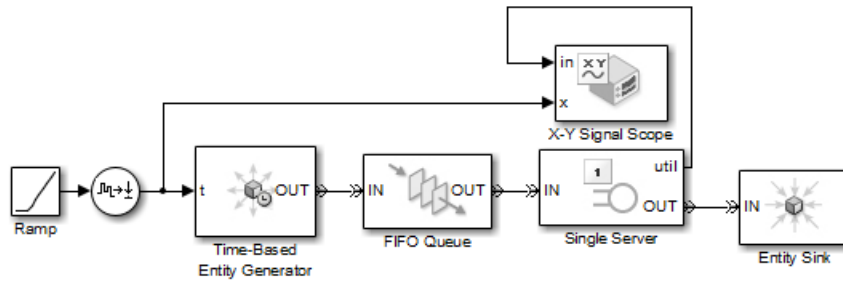 in
XY
x
X-Y Signal Scope
Ramp
t
OUT
Time-Based
Entity Generator
IN
OUT
FIFO Queue
IN
1
util
OUT
Single Server
IN
Entity Sink